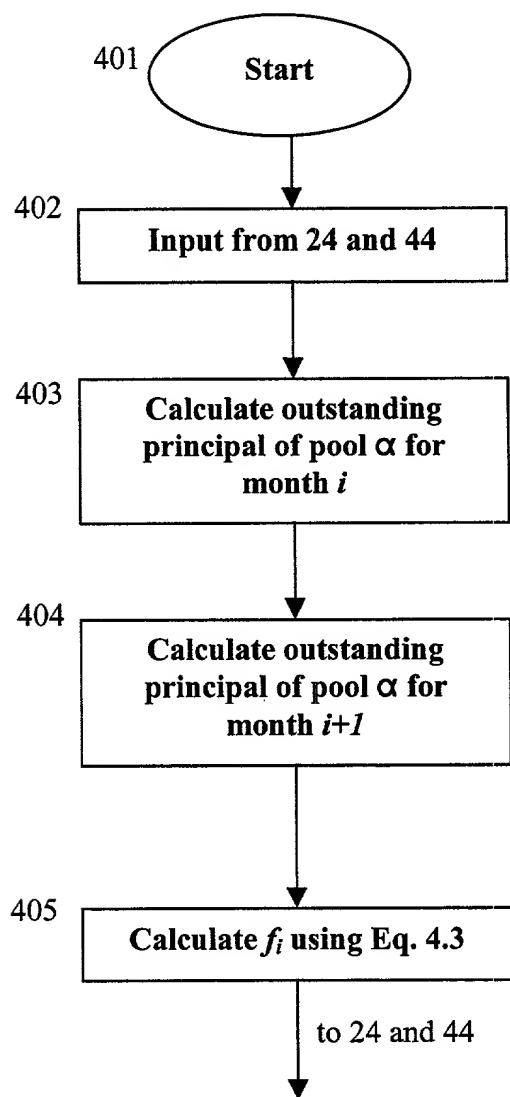 401
Start
402
Input from 24 and 44
403
Calculate outstanding
principal of pool α for
month i
404
Calculate outstanding
principal of pool α for
month i+1
405
Calculate fi using Eq. 4.3
to 24 and 44